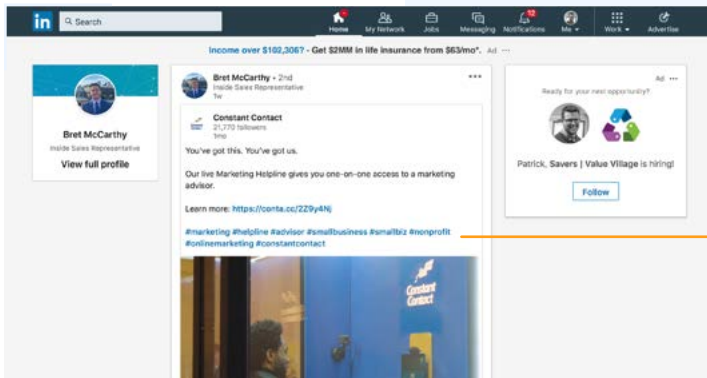 in
Search
Home
My Network
Jobs
Messaging
12
Notifications
Me
Work
Advertise
Income over $102,306? - Get $2MM in life insurance from $63/mo*. Ad ···
Bret McCarthy
Inside Sales Representative
View full profile
Bret McCarthy • 2nd
Inside Sales Representative
1w
Constant Contact
21,770 followers
1mo
You've got this. You've got us.
Our live Marketing Helpline gives you one-on-one access to a marketing
advisor.
Learn more: https://conta.cc/2Z9y4Nj
#marketing #helpline #advisor #smallbusiness #smallbiz #nonprofit
#onlinemarketing #constantcontact
Constant
Contact
Ad ···
Ready for your next opportunity?
Patrick, Savers | Value Village is hiring!
Follow